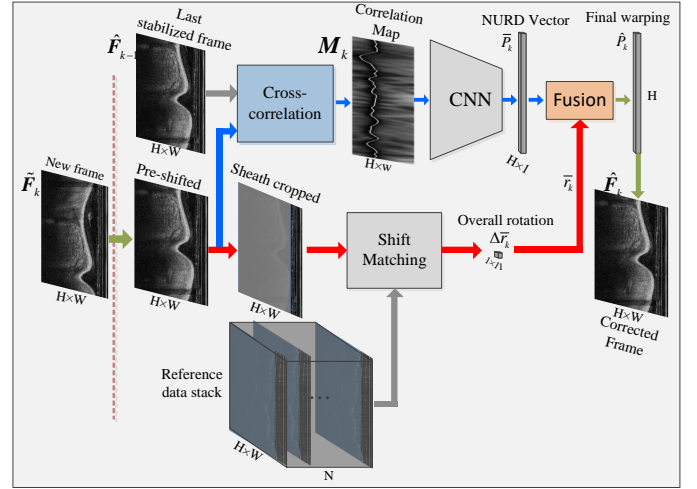 Last
stabilized frame
F̂ₖ₋₁
H×W
Cross-
correlation
Correlation
Map
Mₖ
H×w
CNN
NURD Vector
P̄ₖ
H×1
Fusion
Final warping
P̂ₖ
H
New frame
F̃ₖ
H×W
Pre-shifted
H×W
Sheath cropped
Shift
Matching
Overall rotation
Δr̄ₖ
1×1
r̄ₖ
F̂ₖ
H×W
Corrected
Frame
Reference
data stack
...
H×W
N